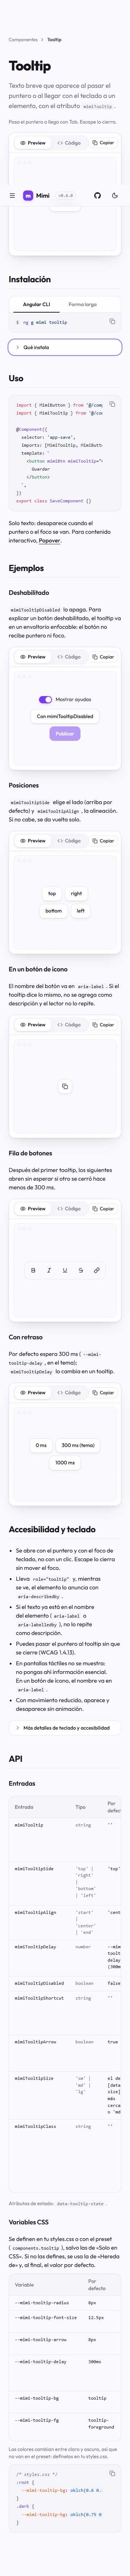 Componentes > Tooltip
Tooltip
Texto breve que aparece al pasar el
puntero o al llegar con el teclado a un
elemento, con el atributo mimiTooltip.
Pasa el puntero o llega con Tab. Escape lo cierra.
Preview
Código
Copiar
m Mimi v0.6.0
Instalación
Angular CLI
Forma larga
$ ng g mimi tooltip
Qué instala
Uso
import { MimiButton } from '@/com
import { MimiTooltip } from '@/co
@Component({
selector: 'app-save',
imports: [MimiTooltip, MimiButt
template: `
<button mimiBtn mimiTooltip="
Guardar
</button>
`,
})
export class SaveComponent {}
Solo texto: desaparece cuando el
puntero o el foco se van. Para contenido
interactivo, Popover.
Ejemplos
Deshabilitado
mimiTooltipDisabled lo apaga. Para
explicar un botón deshabilitado, el tooltip va
en un envoltorio enfocable: el botón no
recibe puntero ni foco.
Preview
Código
Copiar
Mostrar ayudas
Con mimiTooltipDisabled
Publicar
Posiciones
mimiTooltipSide elige el lado (arriba por
defecto) y mimiTooltipAlign, la alineación.
Si no cabe, se da vuelta solo.
Preview
Código
Copiar
top
right
bottom
left
En un botón de icono
El nombre del botón va en aria-label. Si el
tooltip dice lo mismo, no se agrega como
descripción y el lector no lo escucha.
Preview
Código
Copiar
Fila de botones
Después del primer tooltip, los siguientes
abren sin esperar si otro se cerró hace
menos de 300 ms.
Preview
Código
Copiar
B I U S
Con retraso
Por defecto espera 300 ms ( --mimi-
tooltip-delay, en el tema);
mimiTooltipDelay lo cambia en un tooltip.
Preview
Código
Copiar
0 ms
300 ms (tema)
1000 ms
Accesibilidad y teclado
Se abre con el puntero y con el foco de
teclado, no con un clic. Escape lo cierra
sin mover el foco.
Lleva role="tooltip" y, mientras
se ve, el elemento lo anuncia con
aria-describedby.
Si el texto ya está en el nombre
del elemento ( aria-label o
aria-labelledby ), no lo repite
como descripción.
Puedes pasar el puntero al tooltip sin que
se cierre (WCAG 1.4.13).
En pantallas táctiles no se muestra:
no pongas ahí información esencial.
En un botón de icono, el nombre va en
aria-label.
Con movimiento reducido, aparece y
desaparece sin animación.
Más detalles de teclado y accesibilidad
API
Entradas
Entrada
Tipo
Por
defec
mimiTooltip
string
''
mimiTooltipSide
'top' |
'right'
|
'bottom'
| 'left'
'top'
mimiTooltipAlign
'start'
|
'center'
| 'end'
'cent
mimiTooltipDelay
number
--mim
toolt
delay
(300m
mimiTooltipDisabled
boolean
false
mimiTooltipShortcut
string
''
mimiTooltipArrow
boolean
true
mimiTooltipSize
'sm' |
'md' |
'lg'
el de
[data
size]
más
cerca
o 'md
mimiTooltipClass
string
''
Atributos de estado: data-tooltip-state.
Variables CSS
Se definen en tu styles.css o con el preset
( components.tooltip ), salvo las de «Solo en
CSS». Si no las defines, se usa la de «Hereda
de» y, al final, el valor por defecto.
Variable
Por
defecto
--mimi-tooltip-radius
8px
--mimi-tooltip-font-size
12.5px
--mimi-tooltip-arrow
8px
--mimi-tooltip-delay
300ms
--mimi-tooltip-bg
tooltip
--mimi-tooltip-fg
tooltip-
foreground
Los colores cambian entre claro y oscuro, así que
no van en el preset: defínelos en tu styles.css.
/* styles.css */
:root {
--mimi-tooltip-bg: oklch(0.6 0.
}
.dark {
--mimi-tooltip-bg: oklch(0.75 0
}